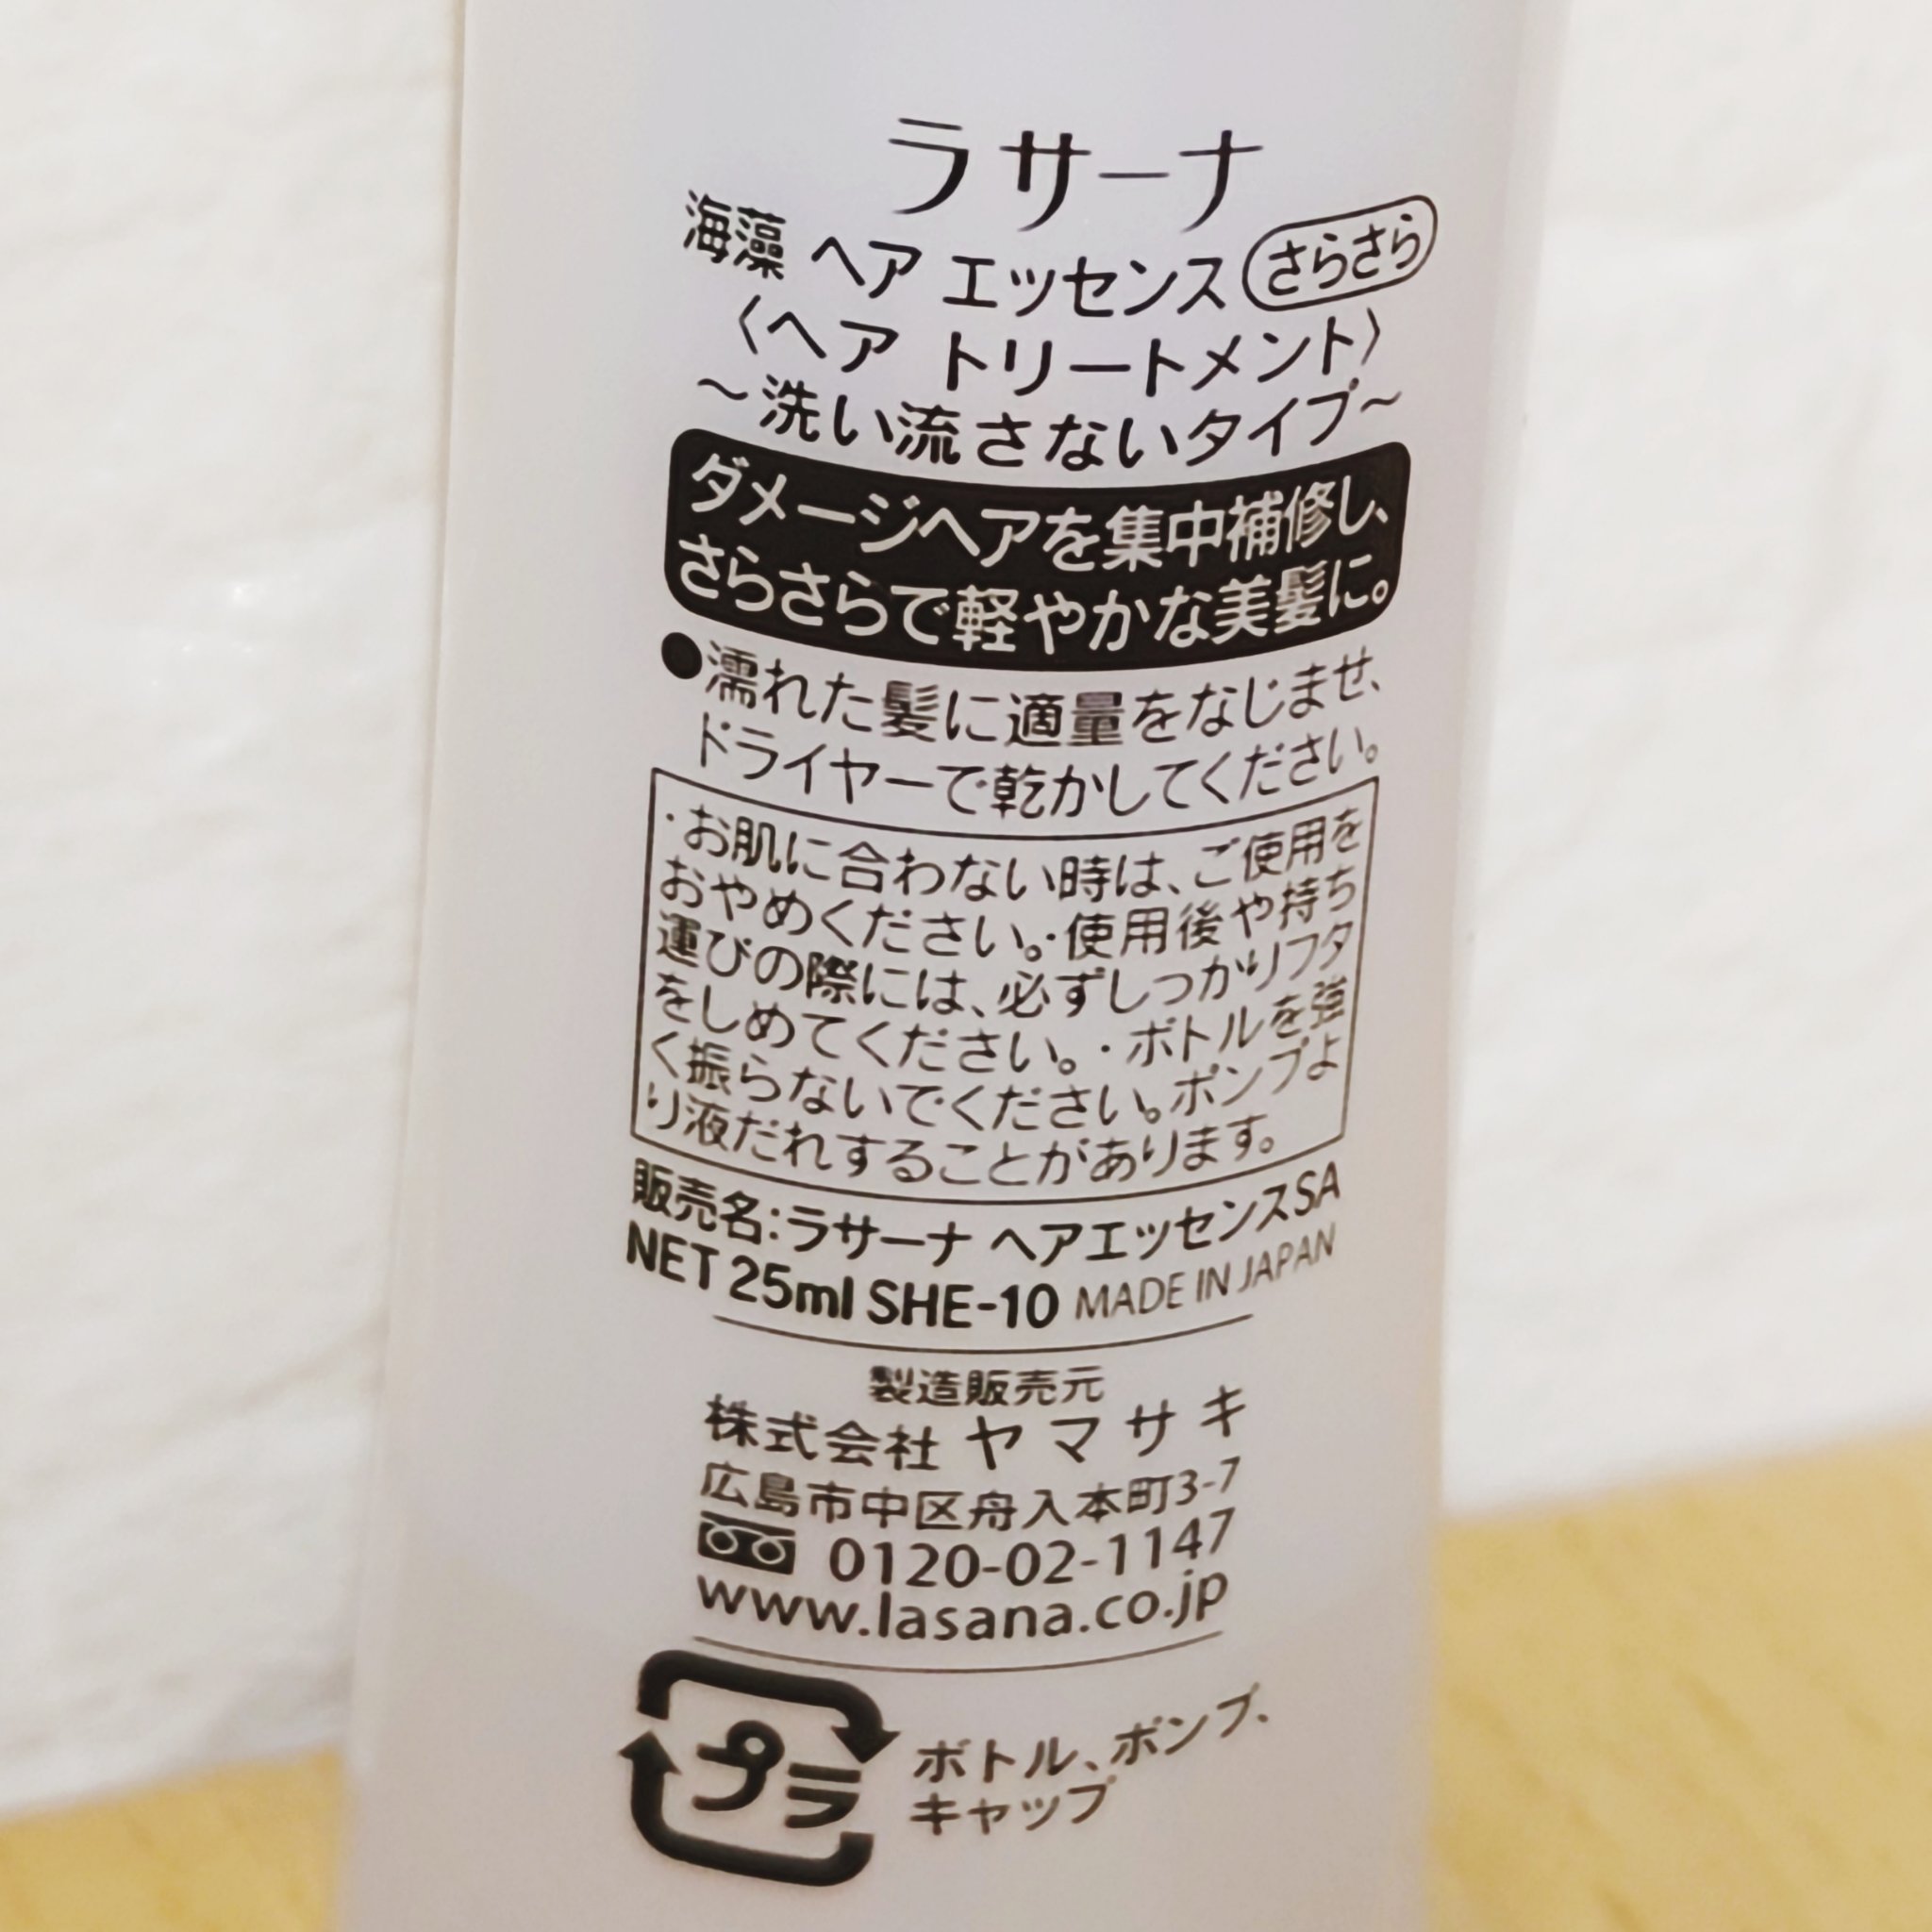 ラサーナ
海藻 ヘア エッセンス さらさら
〈ヘア トリートメント〉
～洗い流さないタイプ～
ダメージヘアを集中補修し、
さらさらで軽やかな美髪に。
●濡れた髪に適量をなじませ、
ドライヤーで乾かしてください。
・お肌に合わない時は、ご使用を
おやめください。・使用後や持ち
運びの際には、必ずしっかりフタ
をしめてください。・ボトルを強
く振らないでください。ポンプよ
り液だれすることがあります。
販売名:ラサーナ ヘアエッセンスSA
NET 25ml SHE-10 MADE IN JAPAN
製造販売元
株式会社 ヤマサキ
広島市中区舟入本町3-7
0120-02-1147
www.lasana.co.jp
プラ
ボトル、ポンプ、
キャップ